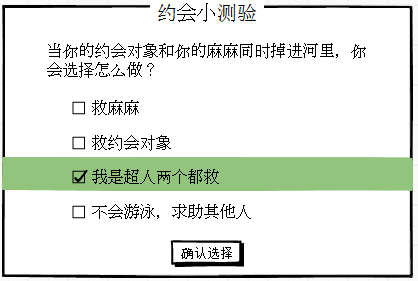 约会小测验
当你的约会对象和你的麻麻同时掉进河里，你
会选择怎么做？
救麻麻
救约会对象
我是超人两个都救
不会游泳，求助其他人
确认选择